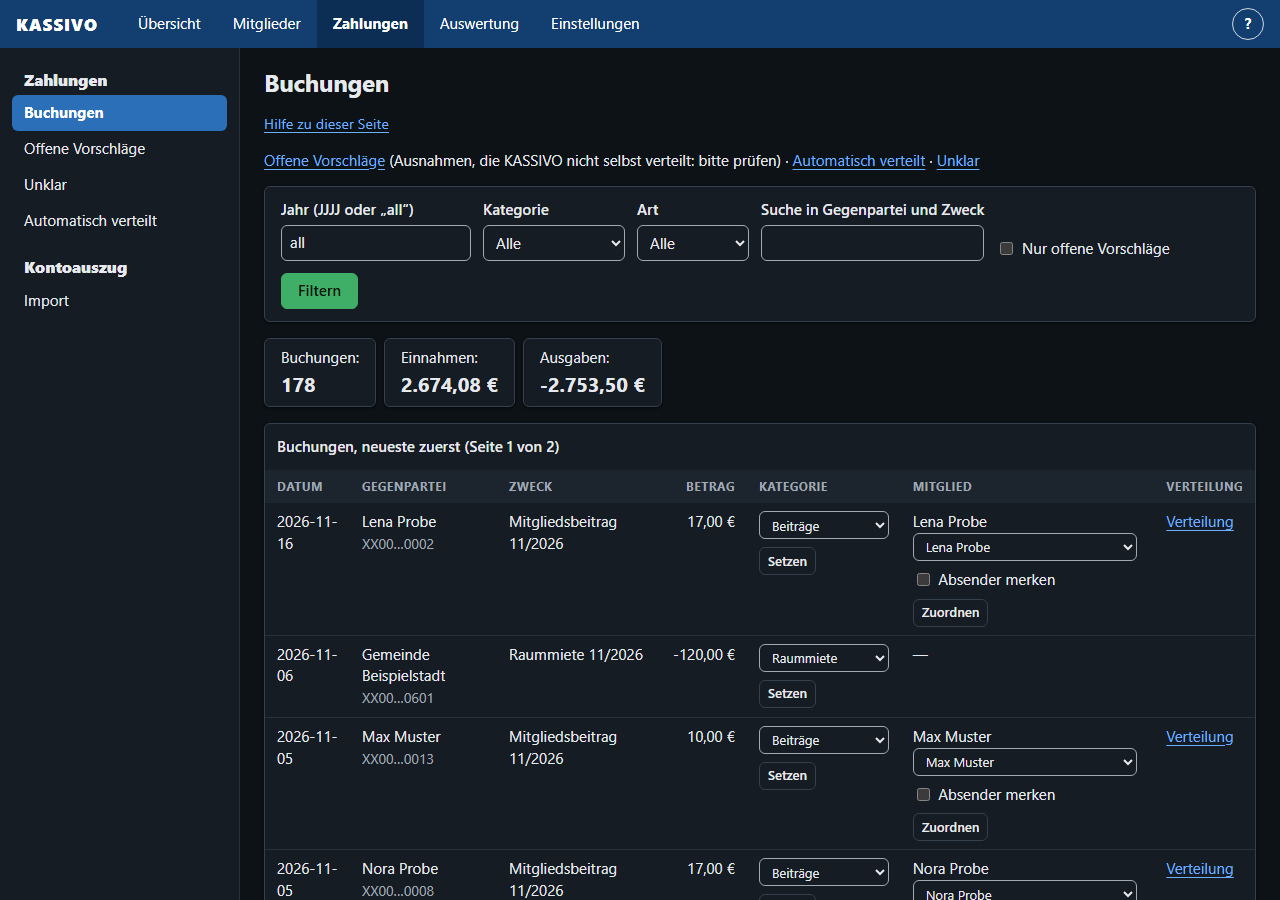 KASSIVO Übersicht Mitglieder Zahlungen Auswertung Einstellungen ?
Zahlungen
Buchungen
Offene Vorschläge
Unklar
Automatisch verteilt
Kontoauszug
Import
Buchungen
Hilfe zu dieser Seite
Offene Vorschläge (Ausnahmen, die KASSIVO nicht selbst verteilt: bitte prüfen) · Automatisch verteilt · Unklar
Jahr (JJJJ oder „all“) Kategorie Art Suche in Gegenpartei und Zweck
all Alle Alle Nur offene Vorschläge
Filtern
Buchungen: Einnahmen: Ausgaben:
178 2.674,08 € -2.753,50 €
Buchungen, neueste zuerst (Seite 1 von 2)
DATUM GEGENPARTEI ZWECK BETRAG KATEGORIE MITGLIED VERTEILUNG
2026-11- Lena Probe Mitgliedsbeitrag 17,00 € Beiträge Lena Probe Verteilung
16 XX00…0002 11/2026 Setzen Lena Probe
Absender merken
Zuordnen
2026-11- Gemeinde Raummiete 11/2026 -120,00 € Raummiete —
06 Beispielstadt Setzen
XX00…0601
2026-11- Max Muster Mitgliedsbeitrag 10,00 € Beiträge Max Muster Verteilung
05 XX00…0013 11/2026 Setzen Max Muster
Absender merken
Zuordnen
2026-11- Nora Probe Mitgliedsbeitrag 17,00 € Beiträge Nora Probe Verteilung
05 XX00…0008 11/2026 Nora Probe